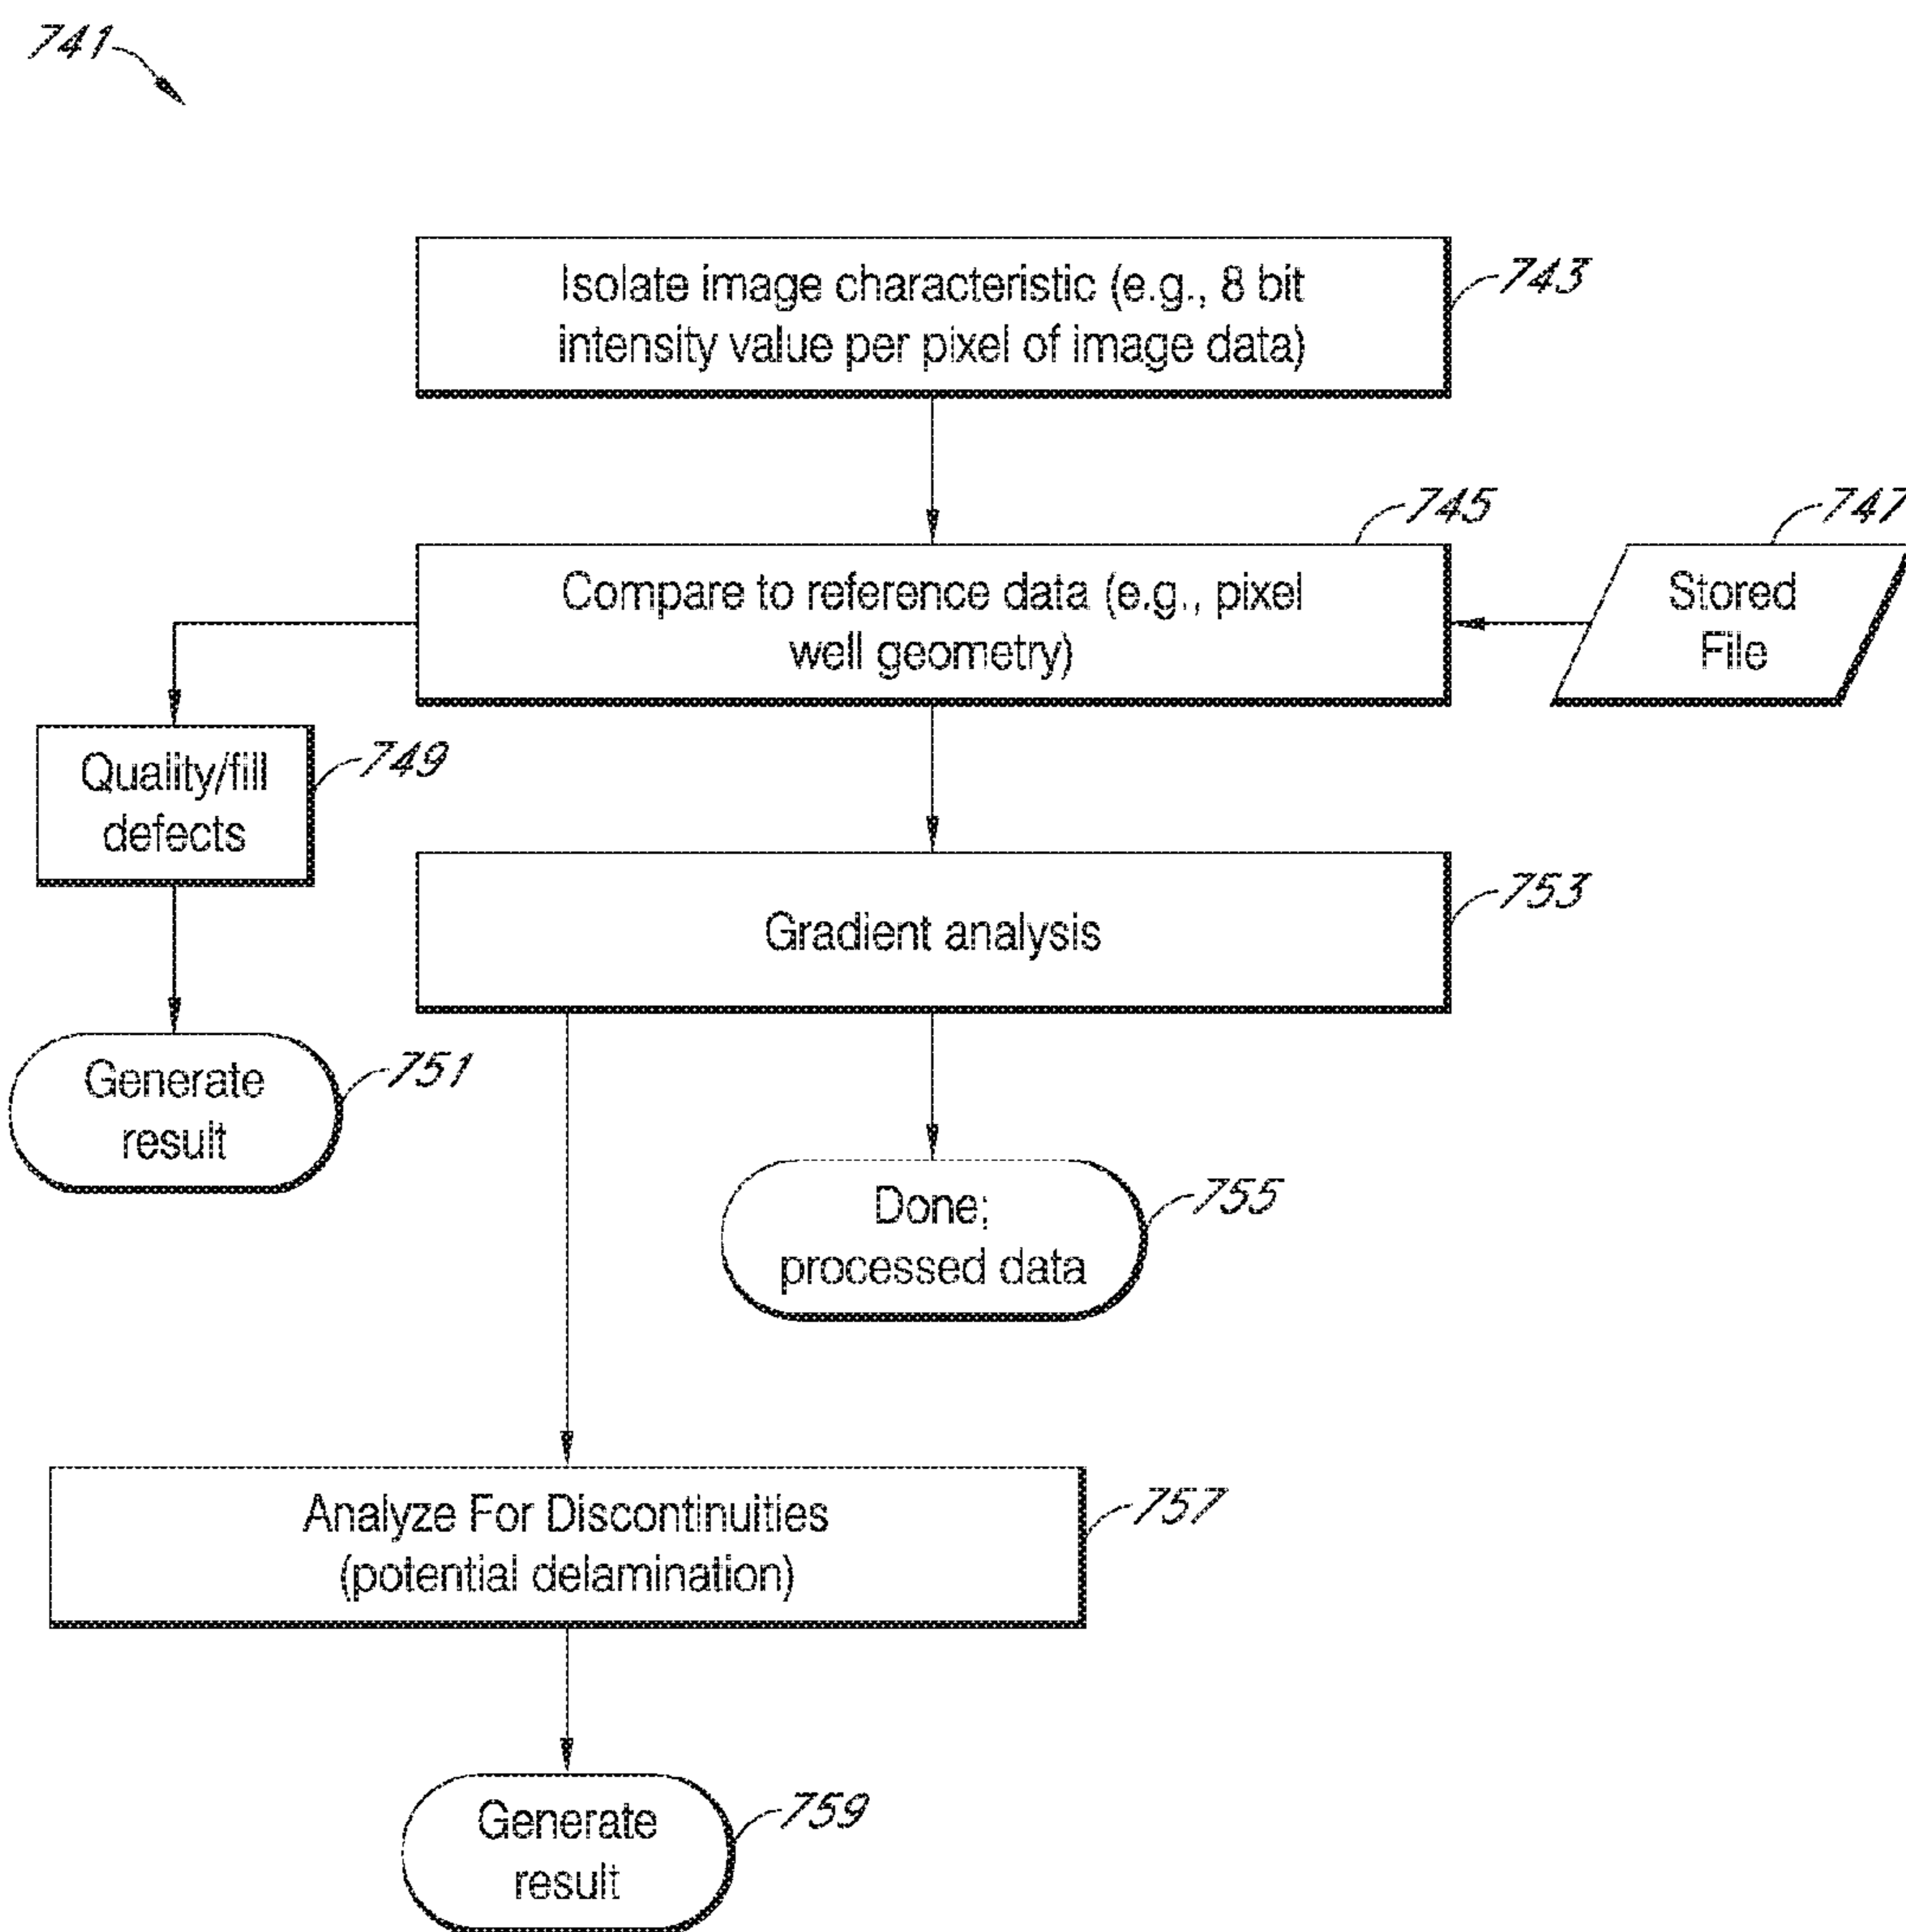 741
Isolate image characteristic (e.g., 8 bit
intensity value per pixel of image data)
743
745
747
Compare to reference data (e.g., pixel
well geometry)
Stored
File
Quality/fill
defects
749
Gradient analysis
753
Generate
result
751
Done;
processed data
755
Analyze For Discontinuities
(potential delamination)
757
Generate
result
759